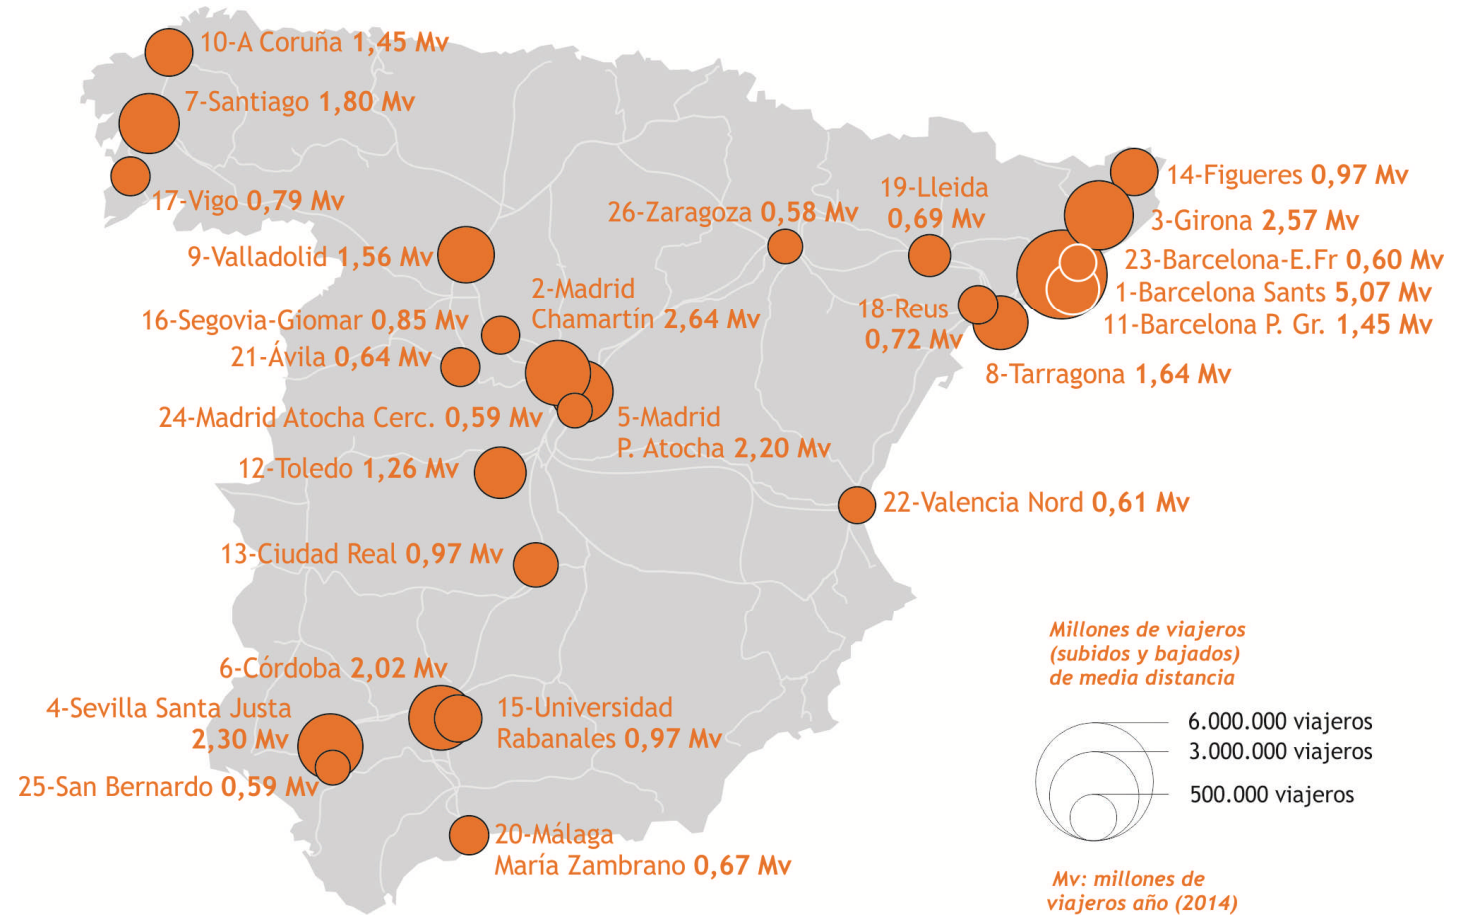 10-A Coruña 1,45 Mv
7-Santiago 1,80 Mv
17-Vigo 0,79 Mv
9-Valladolid 1,56 Mv
16-Segovia-Giomar 0,85 Mv
21-Ávila 0,64 Mv
2-Madrid
Chamartín 2,64 Mv
24-Madrid Atocha Cerc. 0,59 Mv
5-Madrid
P. Atocha 2,20 Mv
12-Toledo 1,26 Mv
13-Ciudad Real 0,97 Mv
26-Zaragoza 0,58 Mv
19-Lleida
0,69 Mv
14-Figueres 0,97 Mv
3-Girona 2,57 Mv
23-Barcelona-E.Fr 0,60 Mv
1-Barcelona Sants 5,07 Mv
11-Barcelona P. Gr. 1,45 Mv
18-Reus
0,72 Mv
8-Tarragona 1,64 Mv
22-Valencia Nord 0,61 Mv
6-Córdoba 2,02 Mv
4-Sevilla Santa Justa
2,30 Mv
25-San Bernardo 0,59 Mv
15-Universidad
Rabanales 0,97 Mv
20-Málaga
María Zambrano 0,67 Mv
Millones de viajeros
(subidos y bajados)
de media distancia
6.000.000 viajeros
3.000.000 viajeros
500.000 viajeros
Mv: millones de
viajeros año (2014)